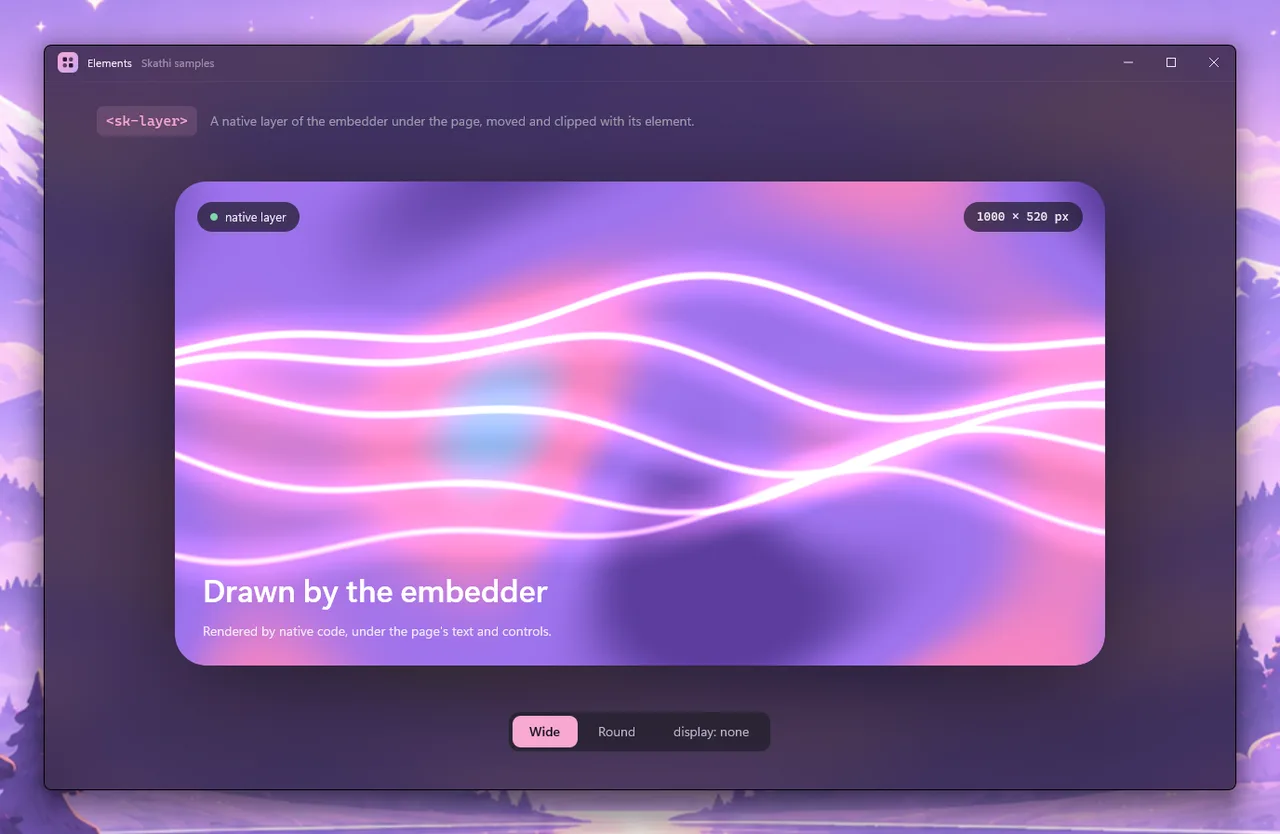 Elements Skathi samples
<sk-layer> A native layer of the embedder under the page, moved and clipped with its element.
native layer
1000 × 520 px
Drawn by the embedder
Rendered by native code, under the page's text and controls.
Wide Round display: none